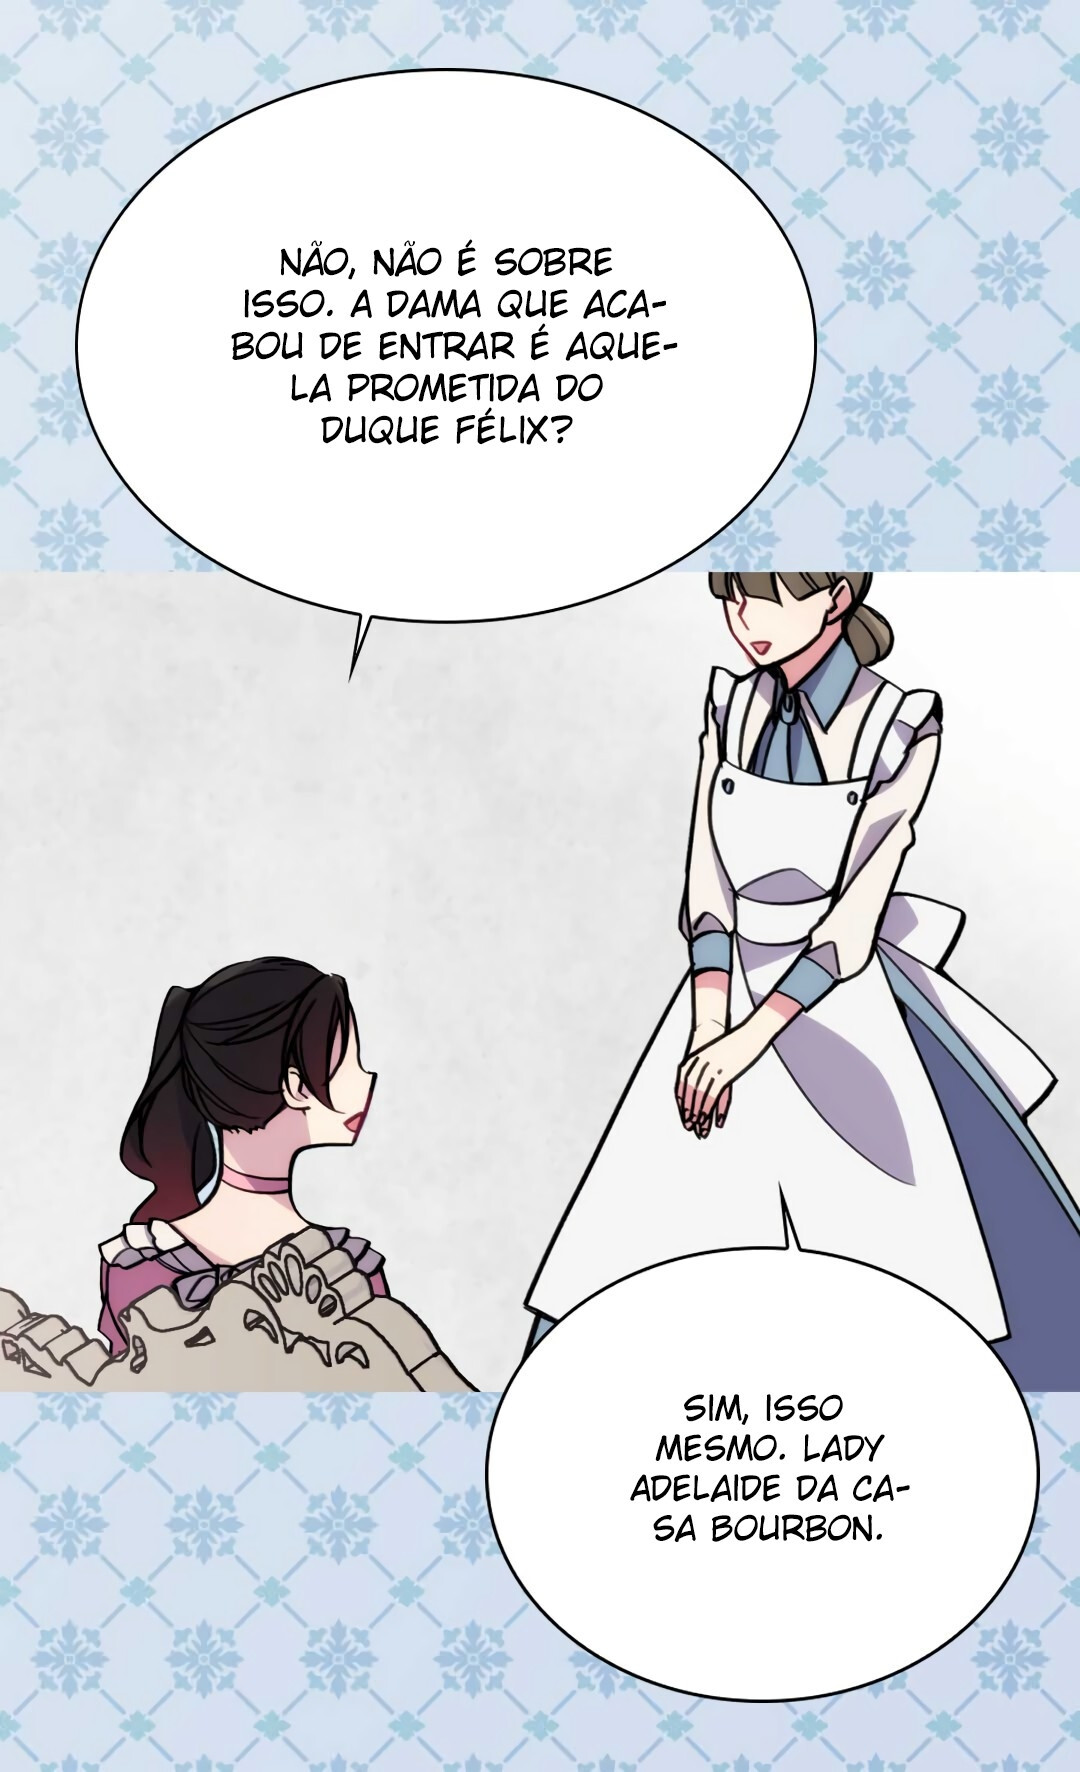 NÃO, NÃO É SOBRE
ISSO. A DAMA QUE ACA-
BOU DE ENTRAR É AQUE-
LA PROMETIDA DO
DUQUE FÉLIX?
SIM, ISSO
MESMO. LADY
ADELAIDE DA CA-
SA BOURBON.